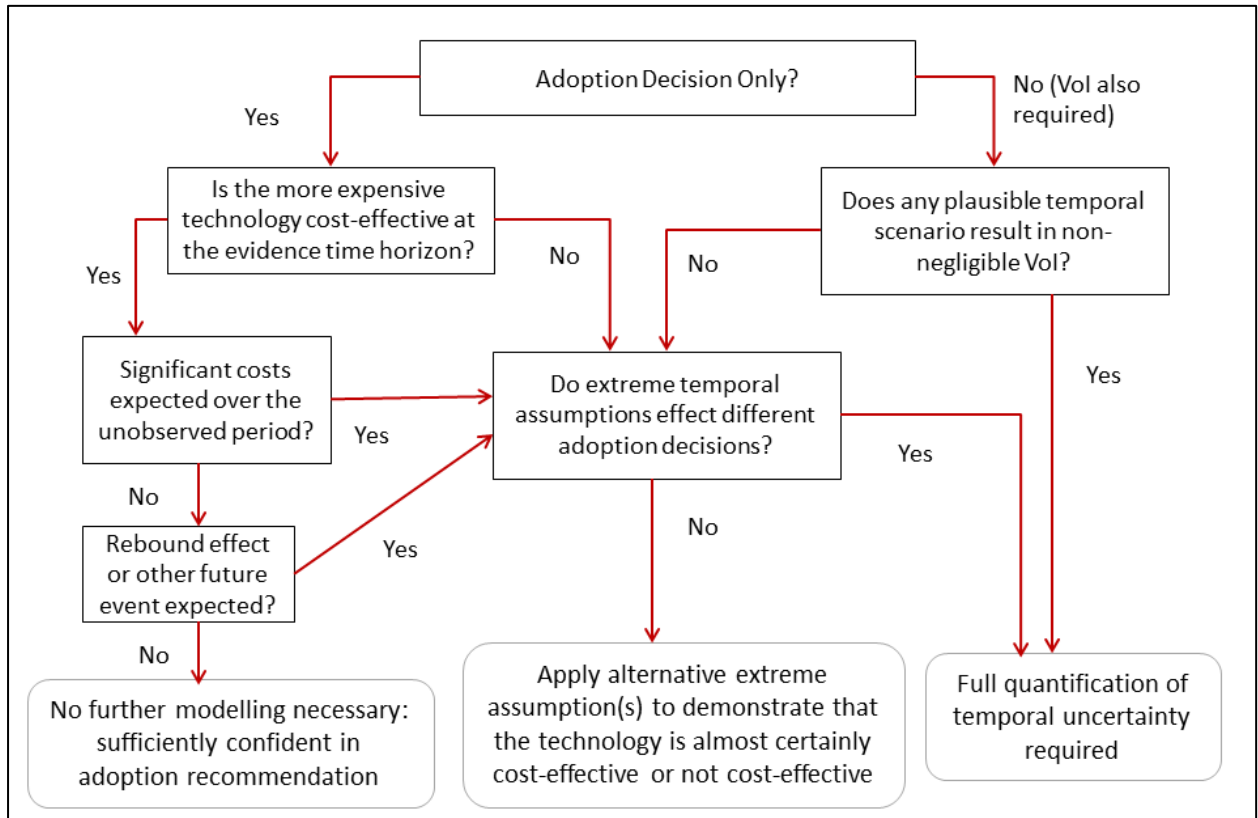 Adoption Decision Only?
No (VoI also
required)
Yes
Is the more expensive
technology cost-effective at
the evidence time horizon?
Does any plausible temporal
scenario result in non-
negligible VoI?
Yes
No
No
Significant costs
expected over the
unobserved period?
Yes
Do extreme temporal
assumptions effect different
adoption decisions?
Yes
Yes
No
Rebound effect
or other future
event expected?
Yes
No
No
No further modelling necessary:
sufficiently confident in
adoption recommendation
Apply alternative extreme
assumption(s) to demonstrate that
the technology is almost certainly
cost-effective or not cost-effective
Full quantification of
temporal uncertainty
required